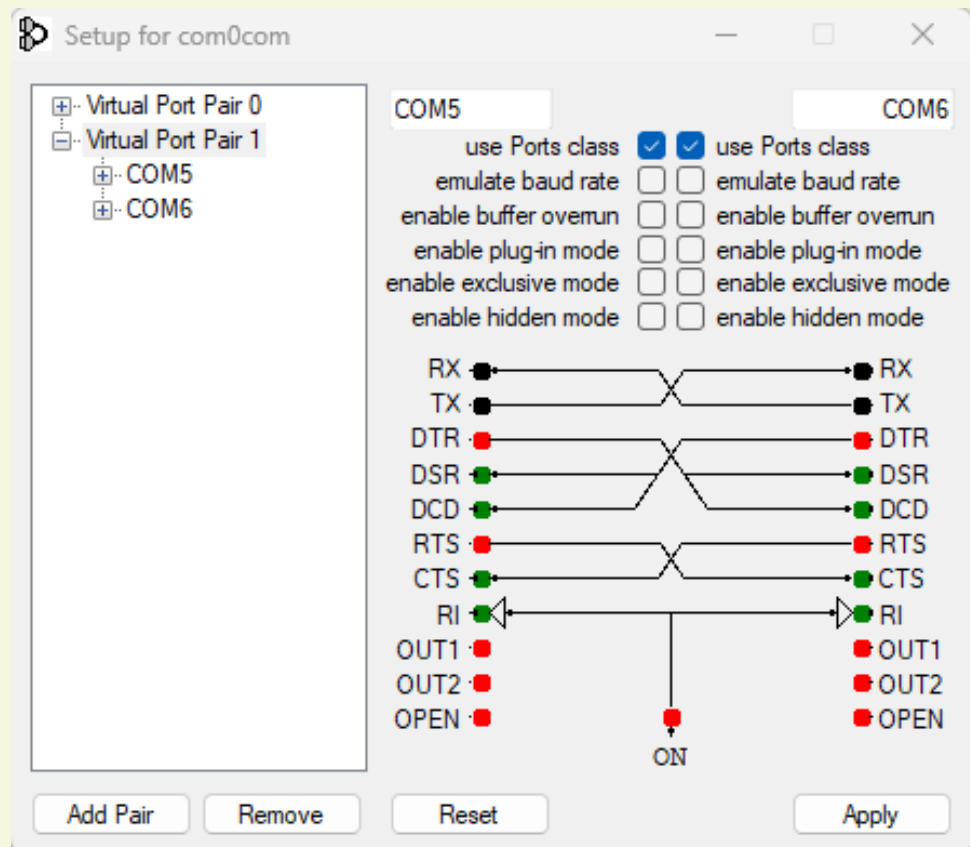 Setup for com0com
Virtual Port Pair 0
Virtual Port Pair 1
COM5
COM6
COM5 COM6
use Ports class use Ports class
emulate baud rate emulate baud rate
enable buffer overrun enable buffer overrun
enable plug-in mode enable plug-in mode
enable exclusive mode enable exclusive mode
enable hidden mode enable hidden mode
RX RX
TX TX
DTR DTR
DSR DSR
DCD DCD
RTS RTS
CTS CTS
RI RI
OUT1 OUT1
OUT2 OUT2
OPEN OPEN
ON
Add Pair Remove Reset Apply